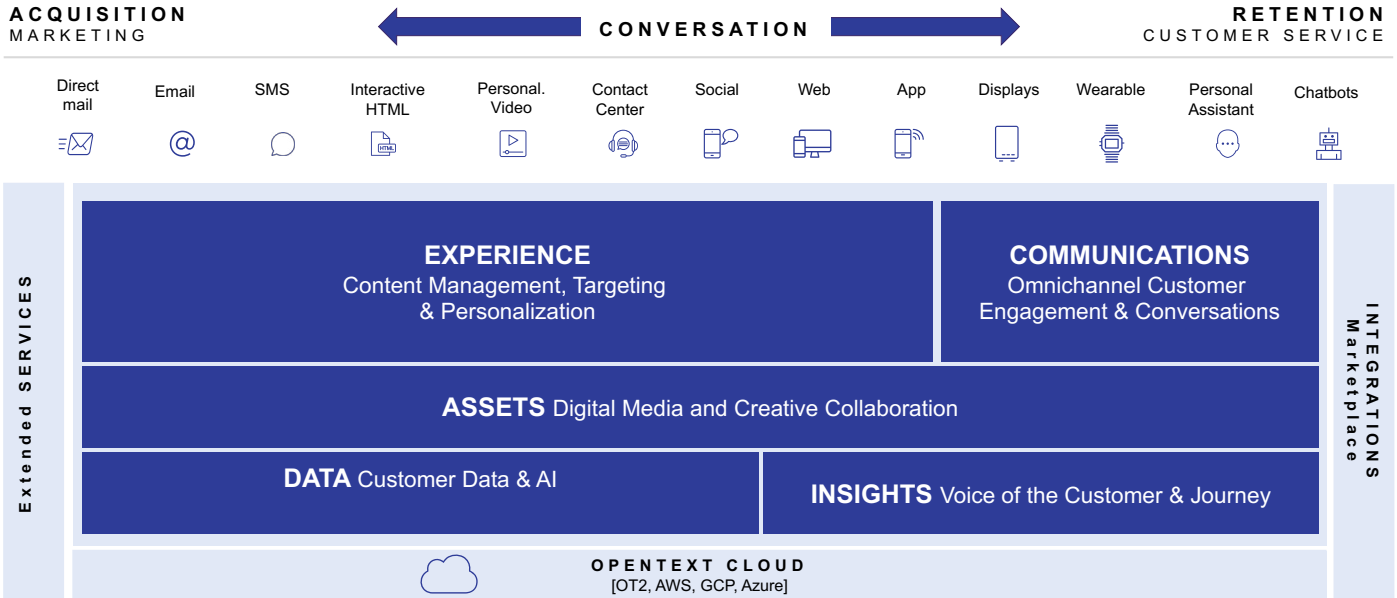 ACQUISITION
MARKETING
CONVERSATION
RETENTION
CUSTOMER SERVICE
Direct
mail
Email
SMS
Interactive
HTML
Personal.
Video
Contact
Center
Social
Web
App
Displays
Wearable
Personal
Assistant
Chatbots
@
HTML
Extended SERVICES
EXPERIENCE
Content Management, Targeting
& Personalization
COMMUNICATIONS
Omnichannel Customer
Engagement & Conversations
ASSETS Digital Media and Creative Collaboration
DATA Customer Data & AI
INSIGHTS Voice of the Customer & Journey
INTEGRATIONS
Marketplace
OPENTEXT CLOUD
[OT2, AWS, GCP, Azure]